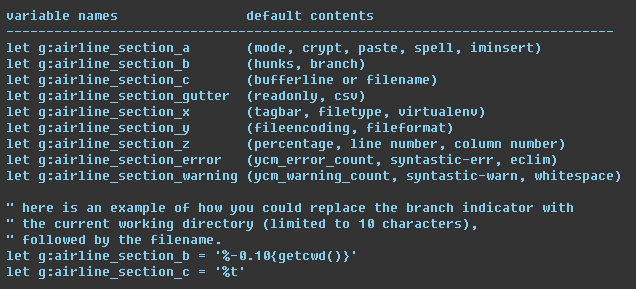 variable names                default contents
----------------------------------------------------------------------------
let g:airline_section_a       (mode, crypt, paste, spell, iminsert)
let g:airline_section_b       (hunks, branch)
let g:airline_section_c       (bufferline or filename)
let g:airline_section_gutter  (readonly, csv)
let g:airline_section_x       (tagbar, filetype, virtualenv)
let g:airline_section_y       (fileencoding, fileformat)
let g:airline_section_z       (percentage, line number, column number)
let g:airline_section_error   (ycm_error_count, syntastic-err, eclim)
let g:airline_section_warning (ycm_warning_count, syntastic-warn, whitespace)
" here is an example of how you could replace the branch indicator with
" the current working directory (limited to 10 characters),
" followed by the filename.
let g:airline_section_b = '%-0.10{getcwd()}'
let g:airline_section_c = '%t'